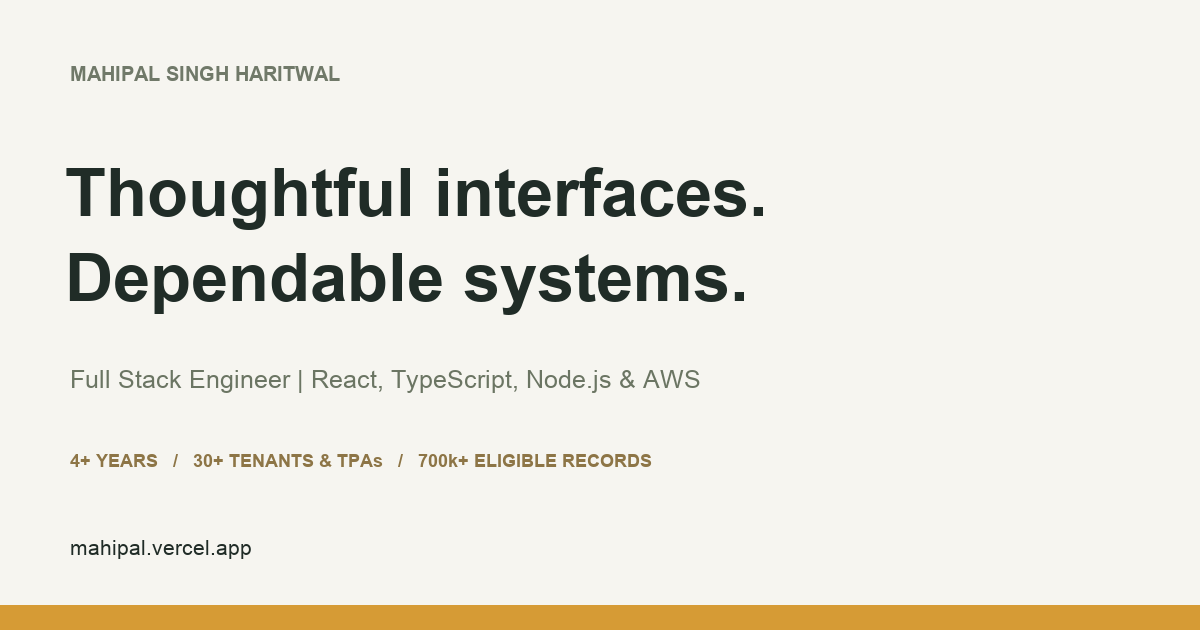 MAHIPAL SINGH HARITWAL
Thoughtful interfaces.
Dependable systems.
Full Stack Engineer | React, TypeScript, Node.js & AWS
4+ YEARS / 30+ TENANTS & TPAs / 700k+ ELIGIBLE RECORDS
mahipal.vercel.app